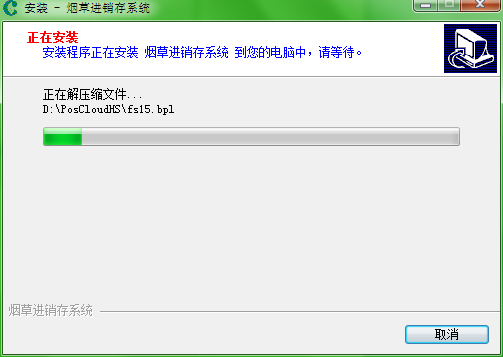 安装 - 烟草进销存系统
正在安装
安装程序正在安装 烟草进销存系统 到您的电脑中，请等待。
正在解压缩文件...
D:\PosCloudHS\fs15.bpl
烟草进销存系统
取消